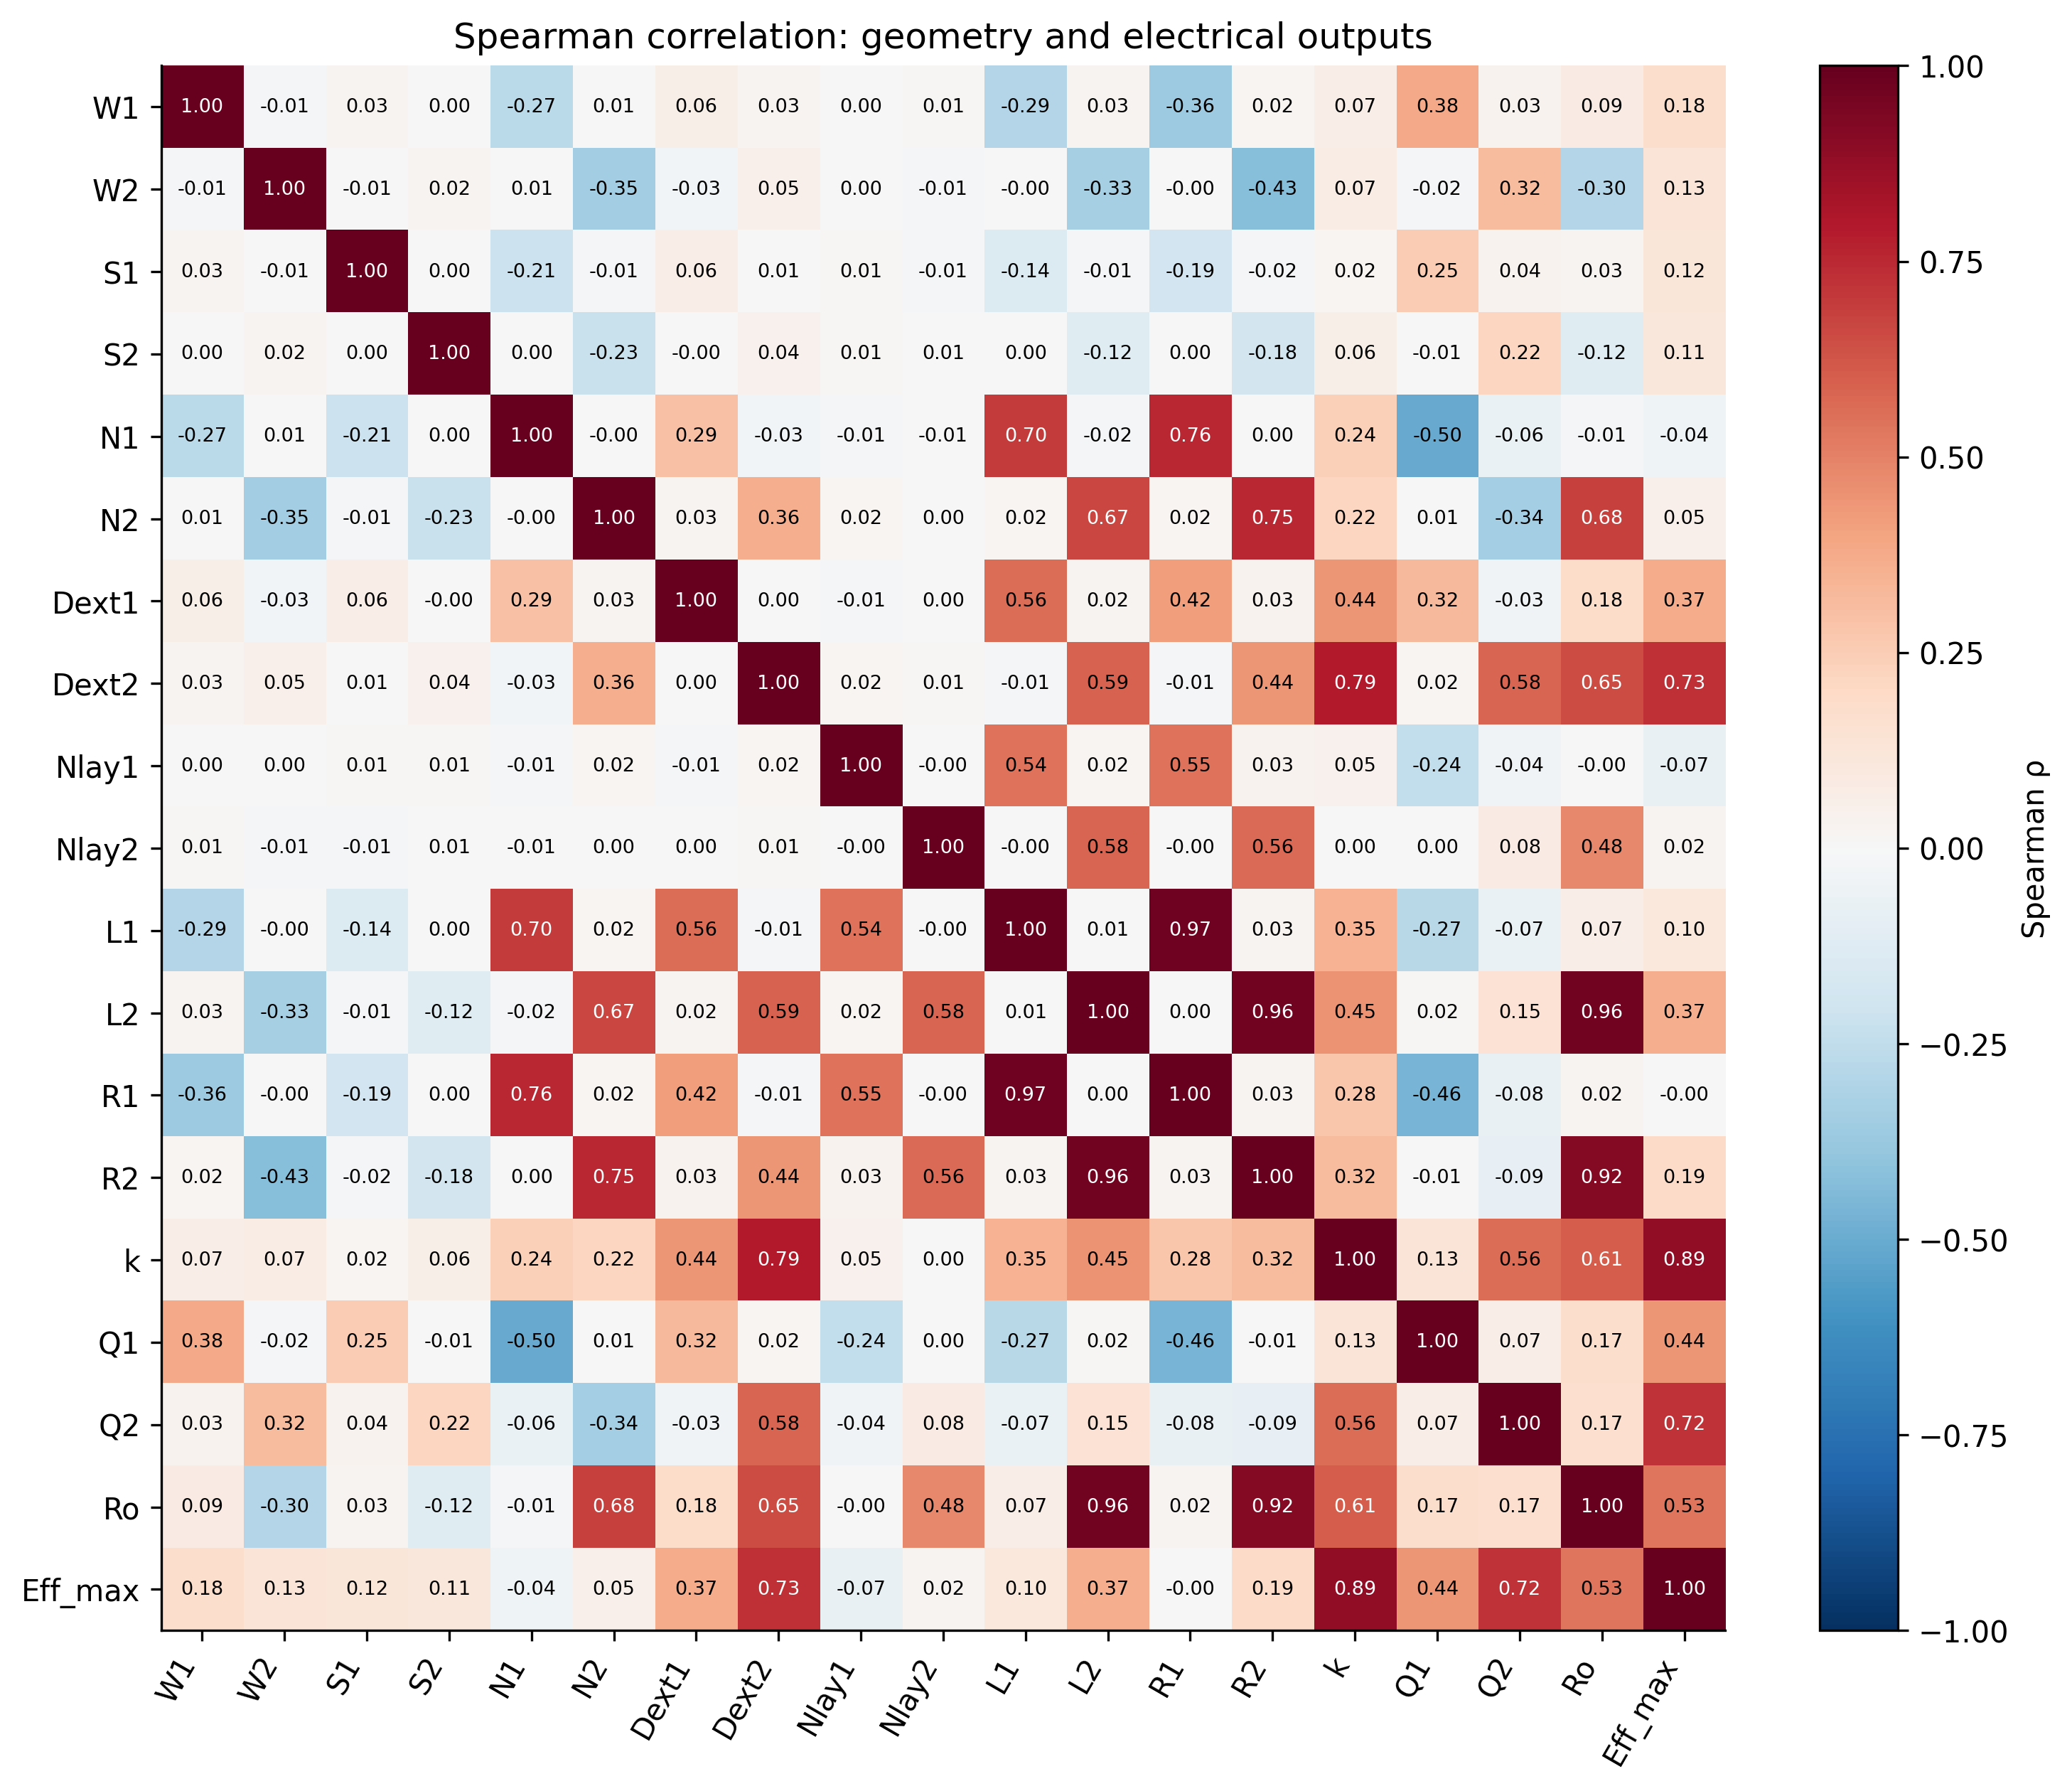 Spearman correlation: geometry and electrical outputs
W1 1.00 -0.01 0.03 0.00 -0.27 0.01 0.06 0.03 0.00 0.01 -0.29 0.03 -0.36 0.02 0.07 0.38 0.03 0.09 0.18
W2 -0.01 1.00 -0.01 0.02 0.01 -0.35 -0.03 0.05 0.00 -0.01 -0.00 -0.33 -0.00 -0.43 0.07 -0.02 0.32 -0.30 0.13
S1 0.03 -0.01 1.00 0.00 -0.21 -0.01 0.06 0.01 0.01 -0.01 -0.14 -0.01 -0.19 -0.02 0.02 0.25 0.04 0.03 0.12
S2 0.00 0.02 0.00 1.00 0.00 -0.23 -0.00 0.04 0.01 0.01 0.00 -0.12 0.00 -0.18 0.06 -0.01 0.22 -0.12 0.11
N1 -0.27 0.01 -0.21 0.00 1.00 -0.00 0.29 -0.03 -0.01 -0.01 0.70 -0.02 0.76 0.00 0.24 -0.50 -0.06 -0.01 -0.04
N2 0.01 -0.35 -0.01 -0.23 -0.00 1.00 0.03 0.36 0.02 0.00 0.02 0.67 0.02 0.75 0.22 0.01 -0.34 0.68 0.05
Dext1 0.06 -0.03 0.06 -0.00 0.29 0.03 1.00 0.00 -0.01 0.00 0.56 0.02 0.42 0.03 0.44 0.32 -0.03 0.18 0.37
Dext2 0.03 0.05 0.01 0.04 -0.03 0.36 0.00 1.00 0.02 0.01 -0.01 0.59 -0.01 0.44 0.79 0.02 0.58 0.65 0.73
Nlay1 0.00 0.00 0.01 0.01 -0.01 0.02 -0.01 0.02 1.00 -0.00 0.54 0.02 0.55 0.03 0.05 -0.24 -0.04 -0.00 -0.07
Nlay2 0.01 -0.01 -0.01 0.01 -0.01 0.00 0.00 0.01 -0.00 1.00 -0.00 0.58 -0.00 0.56 0.00 0.00 0.08 0.48 0.02
L1 -0.29 -0.00 -0.14 0.00 0.70 0.02 0.56 -0.01 0.54 -0.00 1.00 0.01 0.97 0.03 0.35 -0.27 -0.07 0.07 0.10
L2 0.03 -0.33 -0.01 -0.12 -0.02 0.67 0.02 0.59 0.02 0.58 0.01 1.00 0.00 0.96 0.45 0.02 0.15 0.96 0.37
R1 -0.36 -0.00 -0.19 0.00 0.76 0.02 0.42 -0.01 0.55 -0.00 0.97 0.00 1.00 0.03 0.28 -0.46 -0.08 0.02 -0.00
R2 0.02 -0.43 -0.02 -0.18 0.00 0.75 0.03 0.44 0.03 0.56 0.03 0.96 0.03 1.00 0.32 -0.01 -0.09 0.92 0.19
k 0.07 0.07 0.02 0.06 0.24 0.22 0.44 0.79 0.05 0.00 0.35 0.45 0.28 0.32 1.00 0.13 0.56 0.61 0.89
Q1 0.38 -0.02 0.25 -0.01 -0.50 0.01 0.32 0.02 -0.24 0.00 -0.27 0.02 -0.46 -0.01 0.13 1.00 0.07 0.17 0.44
Q2 0.03 0.32 0.04 0.22 -0.06 -0.34 -0.03 0.58 -0.04 0.08 -0.07 0.15 -0.08 -0.09 0.56 0.07 1.00 0.17 0.72
Ro 0.09 -0.30 0.03 -0.12 -0.01 0.68 0.18 0.65 -0.00 0.48 0.07 0.96 0.02 0.92 0.61 0.17 0.17 1.00 0.53
Eff_max 0.18 0.13 0.12 0.11 -0.04 0.05 0.37 0.73 -0.07 0.02 0.10 0.37 -0.00 0.19 0.89 0.44 0.72 0.53 1.00
W1 W2 S1 S2 N1 N2 Dext1 Dext2 Nlay1 Nlay2 L1 L2 R1 R2 k Q1 Q2 Ro Eff_max
1.00
0.75
0.50
0.25
0.00
−0.25
−0.50
−0.75
−1.00
Spearman ρ